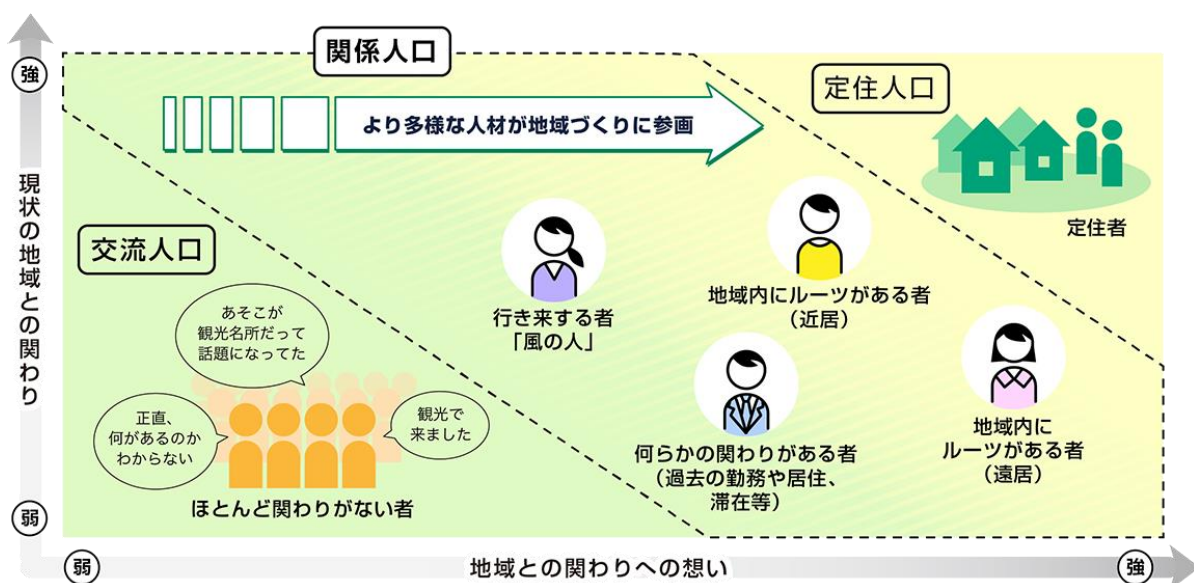 関係人口
強
定住人口
より多様な人材が地域づくりに参画
定住者
交流人口
あそこが
観光名所だって
話題になってた
正直、
何があるのか
わからない
観光で
来ました
ほとんど関わりがない者
行き来する者
「風の人」
地域内にルーツがある者
（近居）
何らかの関わりがある者
（過去の勤務や居住、
滞在等）
地域内に
ルーツがある者
（遠居）
現状の地域との関わり
弱
弱
地域との関わりへの想い
強